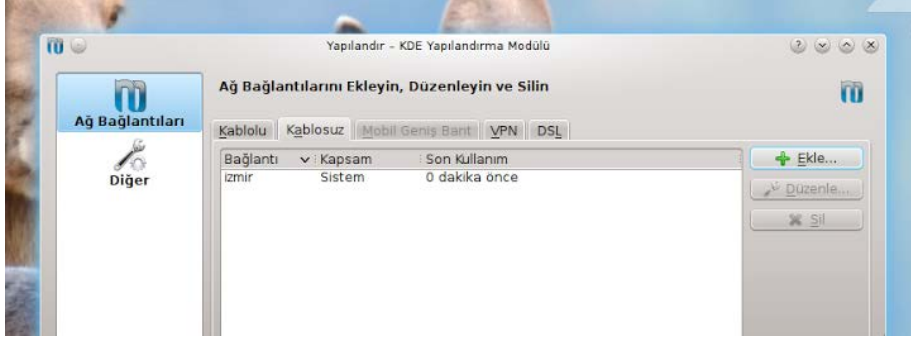 Yapılandır – KDE Yapılandırma Modülü
Ağ Bağlantıları
Diğer
Ağ Bağlantılarını Ekleyin, Düzenleyin ve Silin
Kablolu Kablosuz Mobil Geniş Bant VPN DSL
Bağlantı Kapsam Son Kullanım
izmir Sistem 0 dakika önce
Ekle...
Düzenle...
Sil